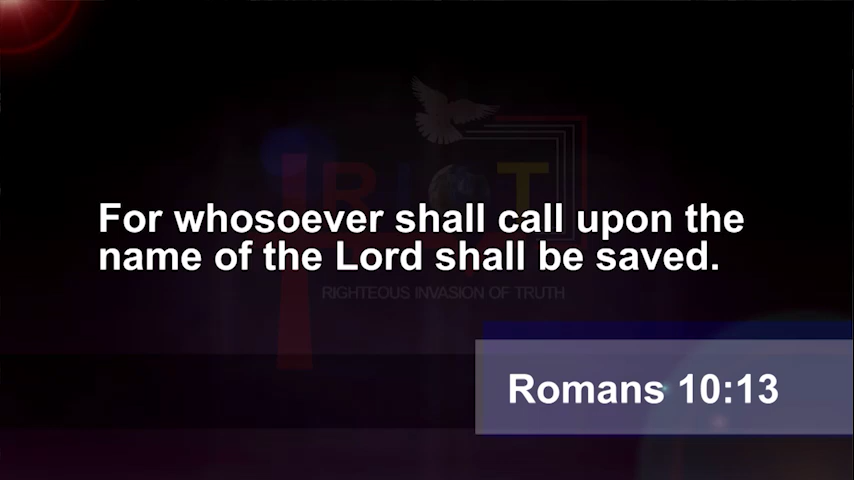 RIOT
For whosoever shall call upon the
name of the Lord shall be saved.
RIGHTEOUS INVASION OF TRUTH
Romans 10:13